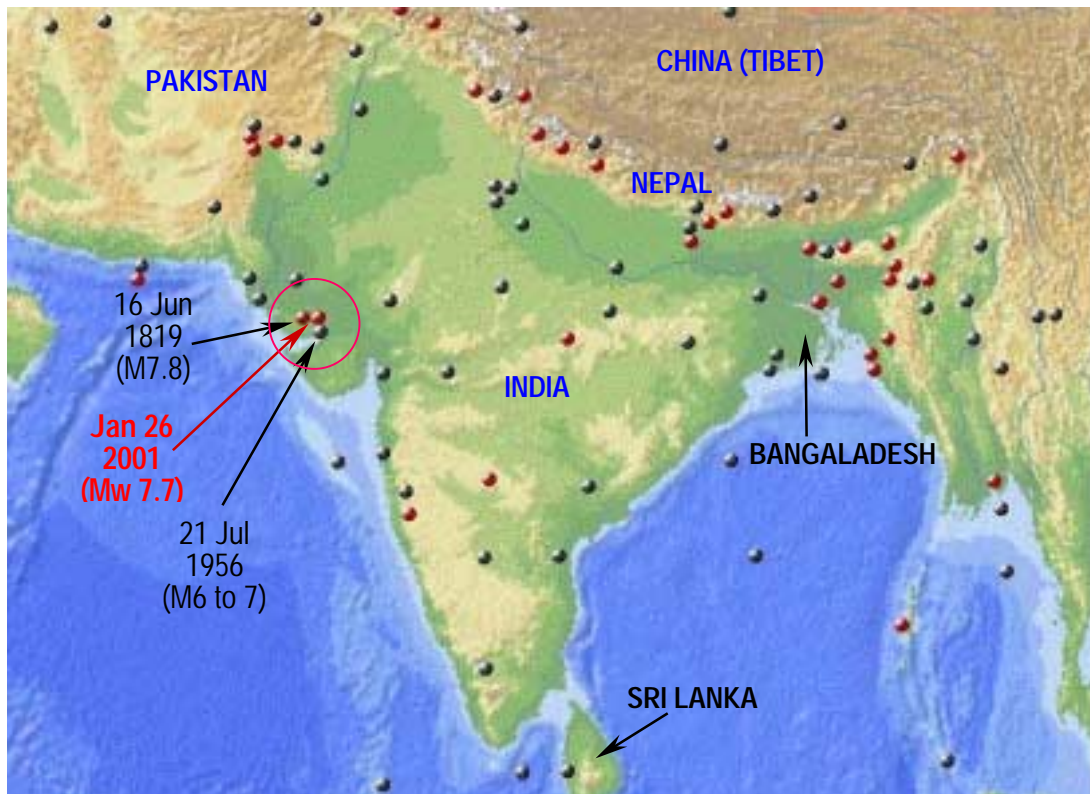 CHINA (TIBET)
PAKISTAN
NEPAL
16 Jun
1819
(M7.8)
INDIA
Jan 26
2001
(Mw 7.7)
BANGALADESH
21 Jul
1956
(M6 to 7)
SRI LANKA